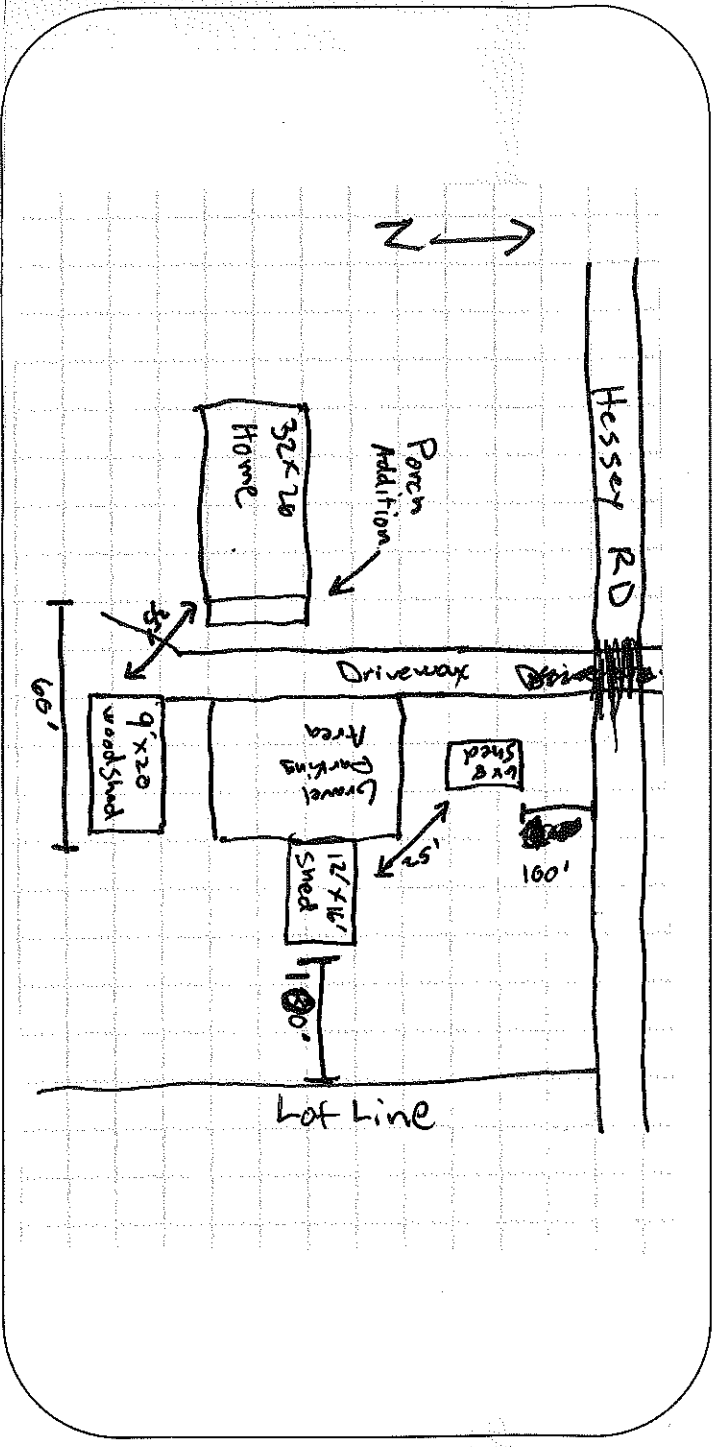 N
Hessey RD
Porch
Addition
32x20
Home
Driveway
35'
60'
9'x20
woodshed
Gravel
Parking
Area
6x8
Shed
25'
100'
12'x16'
Shed
Lot Line